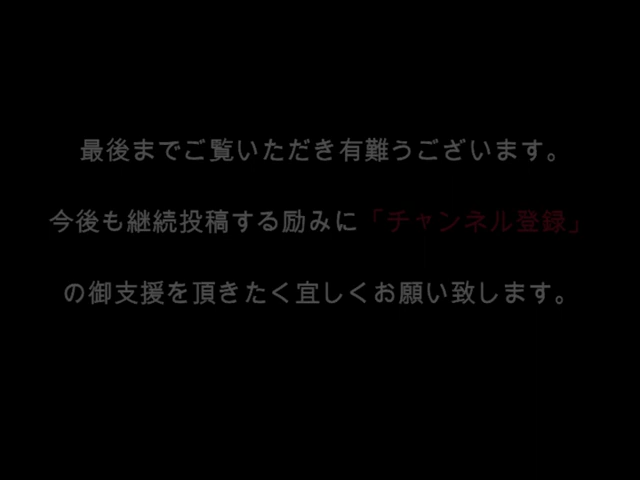 最後までご覧いただき有難うございます。
今後も継続投稿する励みに「チャンネル登録」
の御支援を頂きたく宜しくお願い致します。